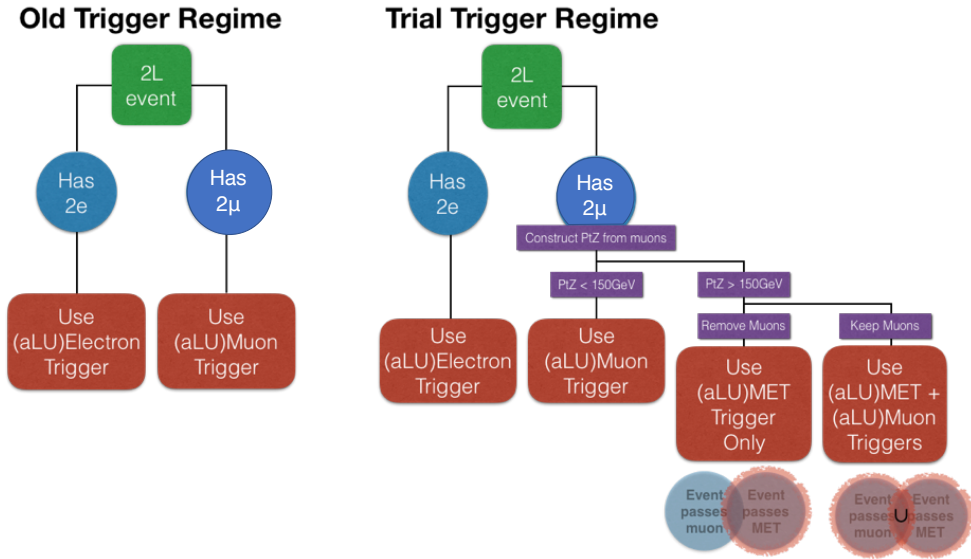 Old Trigger Regime
2L
event
Has
2e
Has
2μ
Use
(aLU)Electron
Trigger
Use
(aLU)Muon
Trigger
Trial Trigger Regime
2L
event
Has
2e
Has
2μ
Construct PtZ from muons
PtZ < 150GeV
PtZ > 150GeV
Remove Muons
Keep Muons
Use
(aLU)Electron
Trigger
Use
(aLU)Muon
Trigger
Use
(aLU)MET
Trigger
Only
Use
(aLU)MET +
(aLU)Muon
Triggers
Event
passes
muon
Event
passes
MET
Event
passes
muon
∪
Event
passes
MET